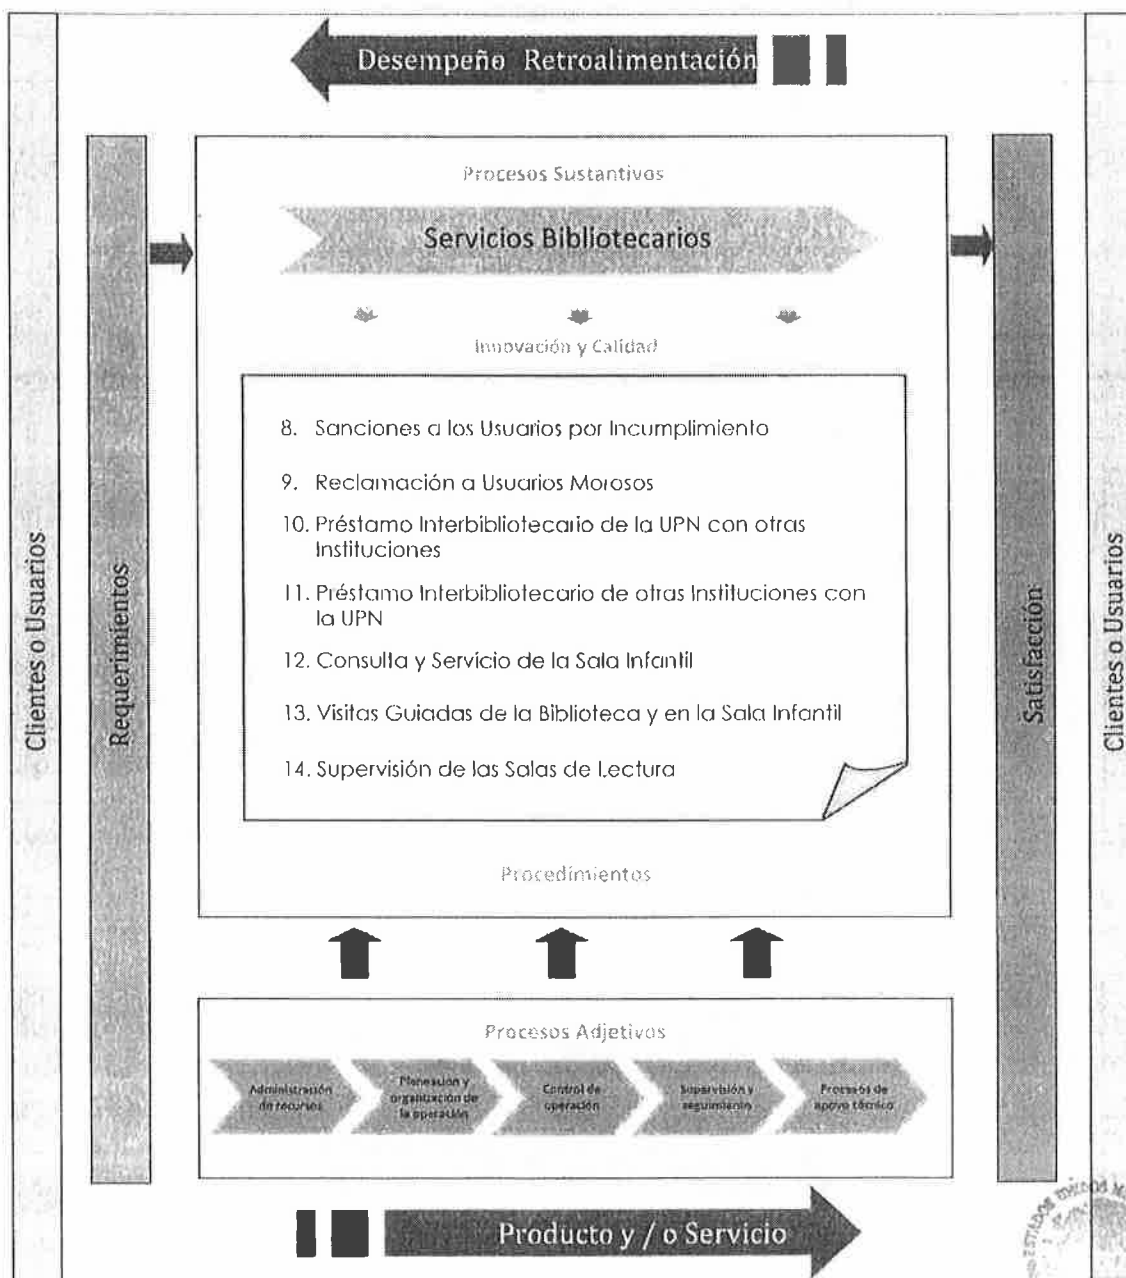 Desempeño Retroalimentación
Clientes o Usuarios
Requerimientos
Procesos Sustantivos
Servicios Bibliotecarios
Innovación y Calidad
8. Sanciones a los Usuarios por Incumplimiento
9. Reclamación a Usuarios Morosos
10. Préstamo Interbibliotecario de la UPN con otras
Instituciones
11. Préstamo Interbibliotecario de otras Instituciones con
la UPN
12. Consulta y Servicio de la Sala Infantil
13. Visitas Guiadas de la Biblioteca y en la Sala Infantil
14. Supervisión de las Salas de Lectura
Procedimientos
Satisfacción
Clientes o Usuarios
Procesos Adjetivos
Administración
de recursos
Planeación y
organización de
la operación
Control de
operación
Supervisión y
seguimiento
Procesos de
apoyo técnico
Producto y / o Servicio